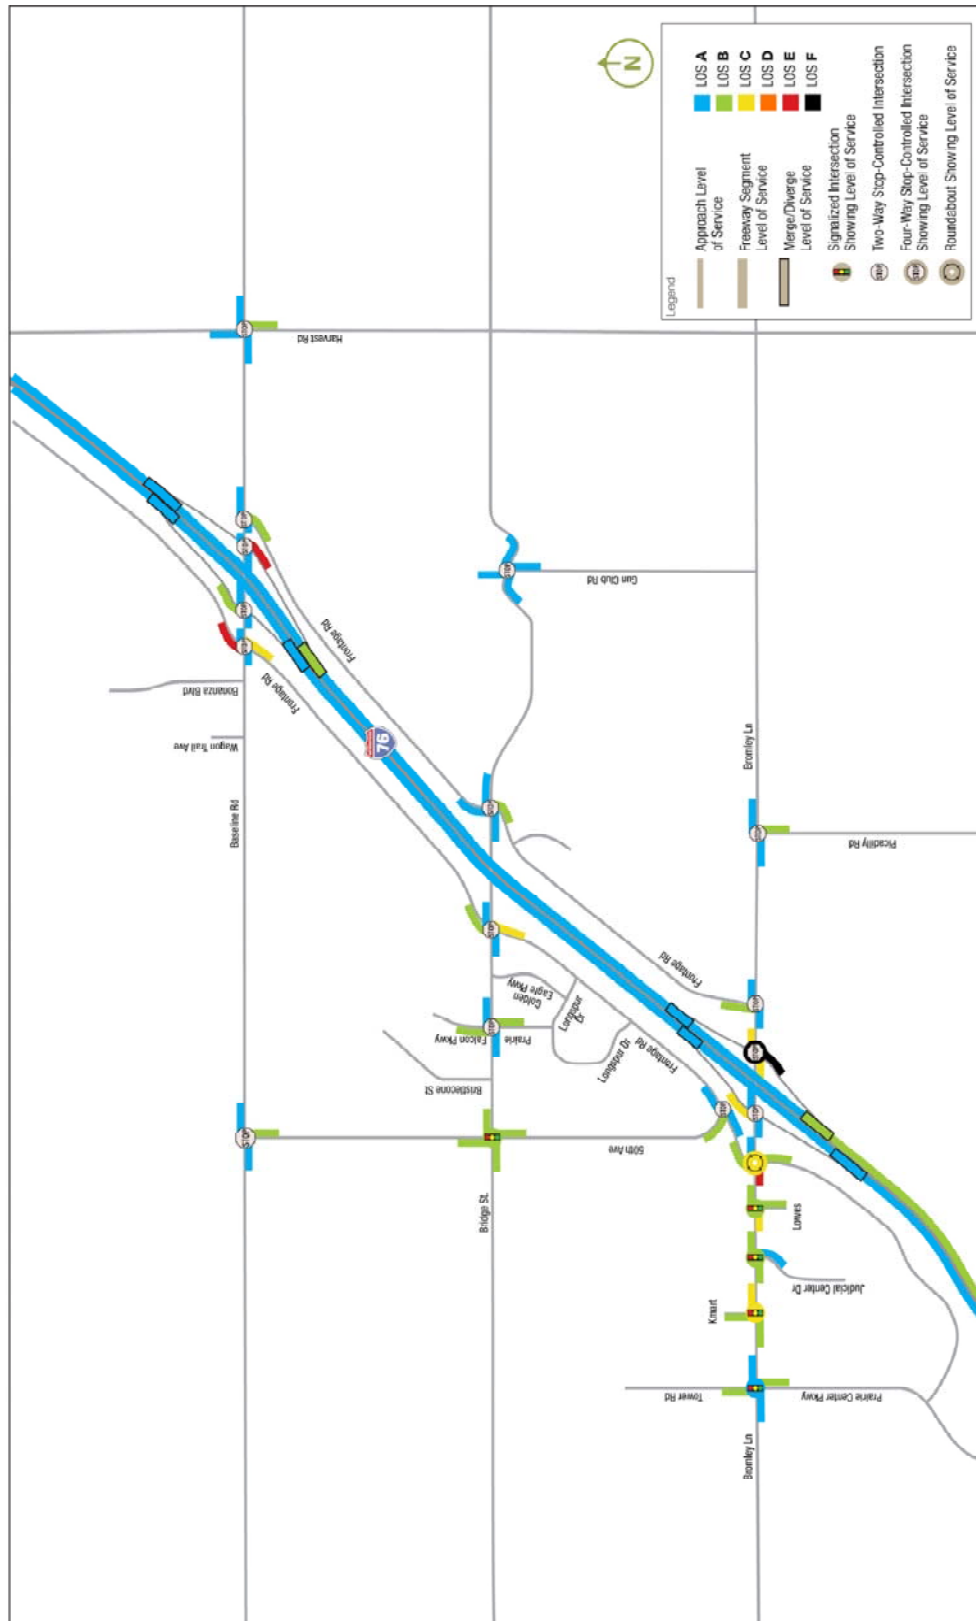 Legend
Approach Level
of Service
Freeway Segment
Level of Service
Merge/Diverge
Level of Service
LOS A
LOS B
LOS C
LOS D
LOS E
LOS F
Signalized Intersection
Showing Level of Service
STOP
Two-Way Stop-Controlled Intersection
STOP
Four-Way Stop-Controlled Intersection
Showing Level of Service
Roundabout Showing Level of Service
N
Harvest Rd
Bonanza Blvd
Wagon Trail Ave
Baseline Rd
Frontage Rd
Frontage Rd
76
Gun Club Rd
Bromley Ln
Picadilly Rd
Frontage Rd
Golden
Eagle Pkwy
Longspur
Dr
Longspur Dr
Frontage Rd
Prairie
Falcon Pkwy
Bristlecone St
50th Ave
Bridge St.
Lowes
Judicial Center Dr
Kmart
Tower Rd
Prairie Center Pkwy
Bromley Ln